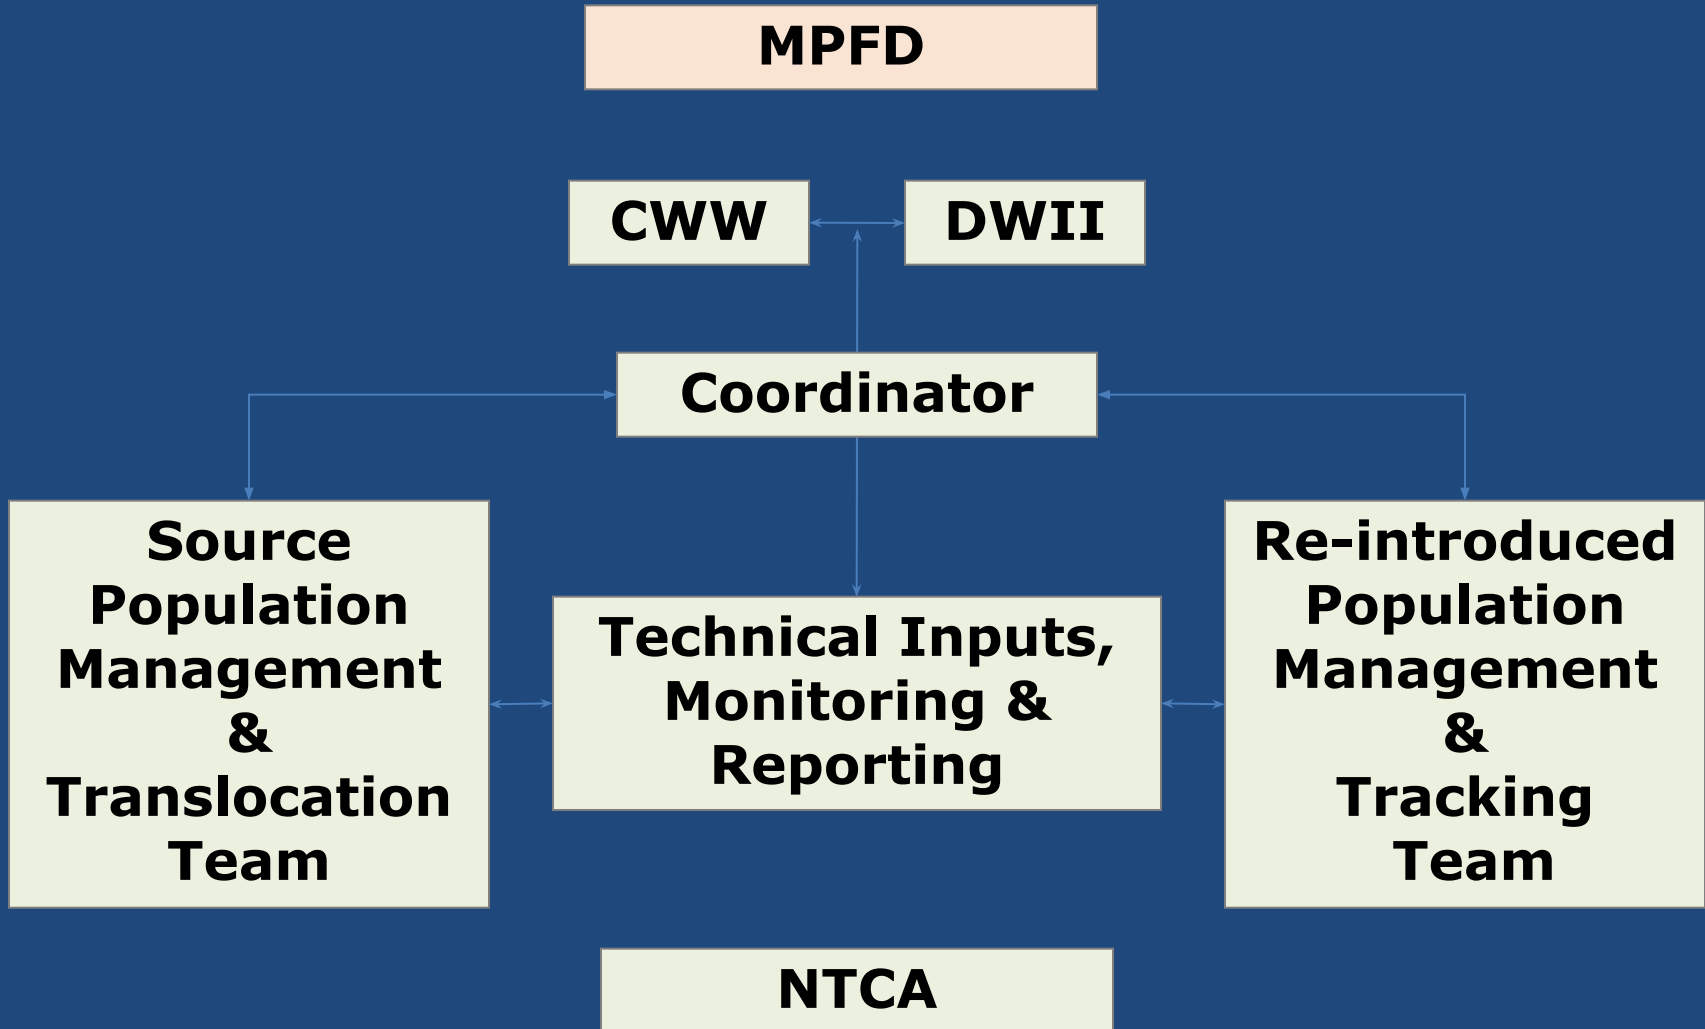 MPFD
CWW
DWII
Coordinator
Source
Population
Management
&
Translocation
Team
Technical Inputs,
Monitoring &
Reporting
Re-introduced
Population
Management
&
Tracking
Team
NTCA